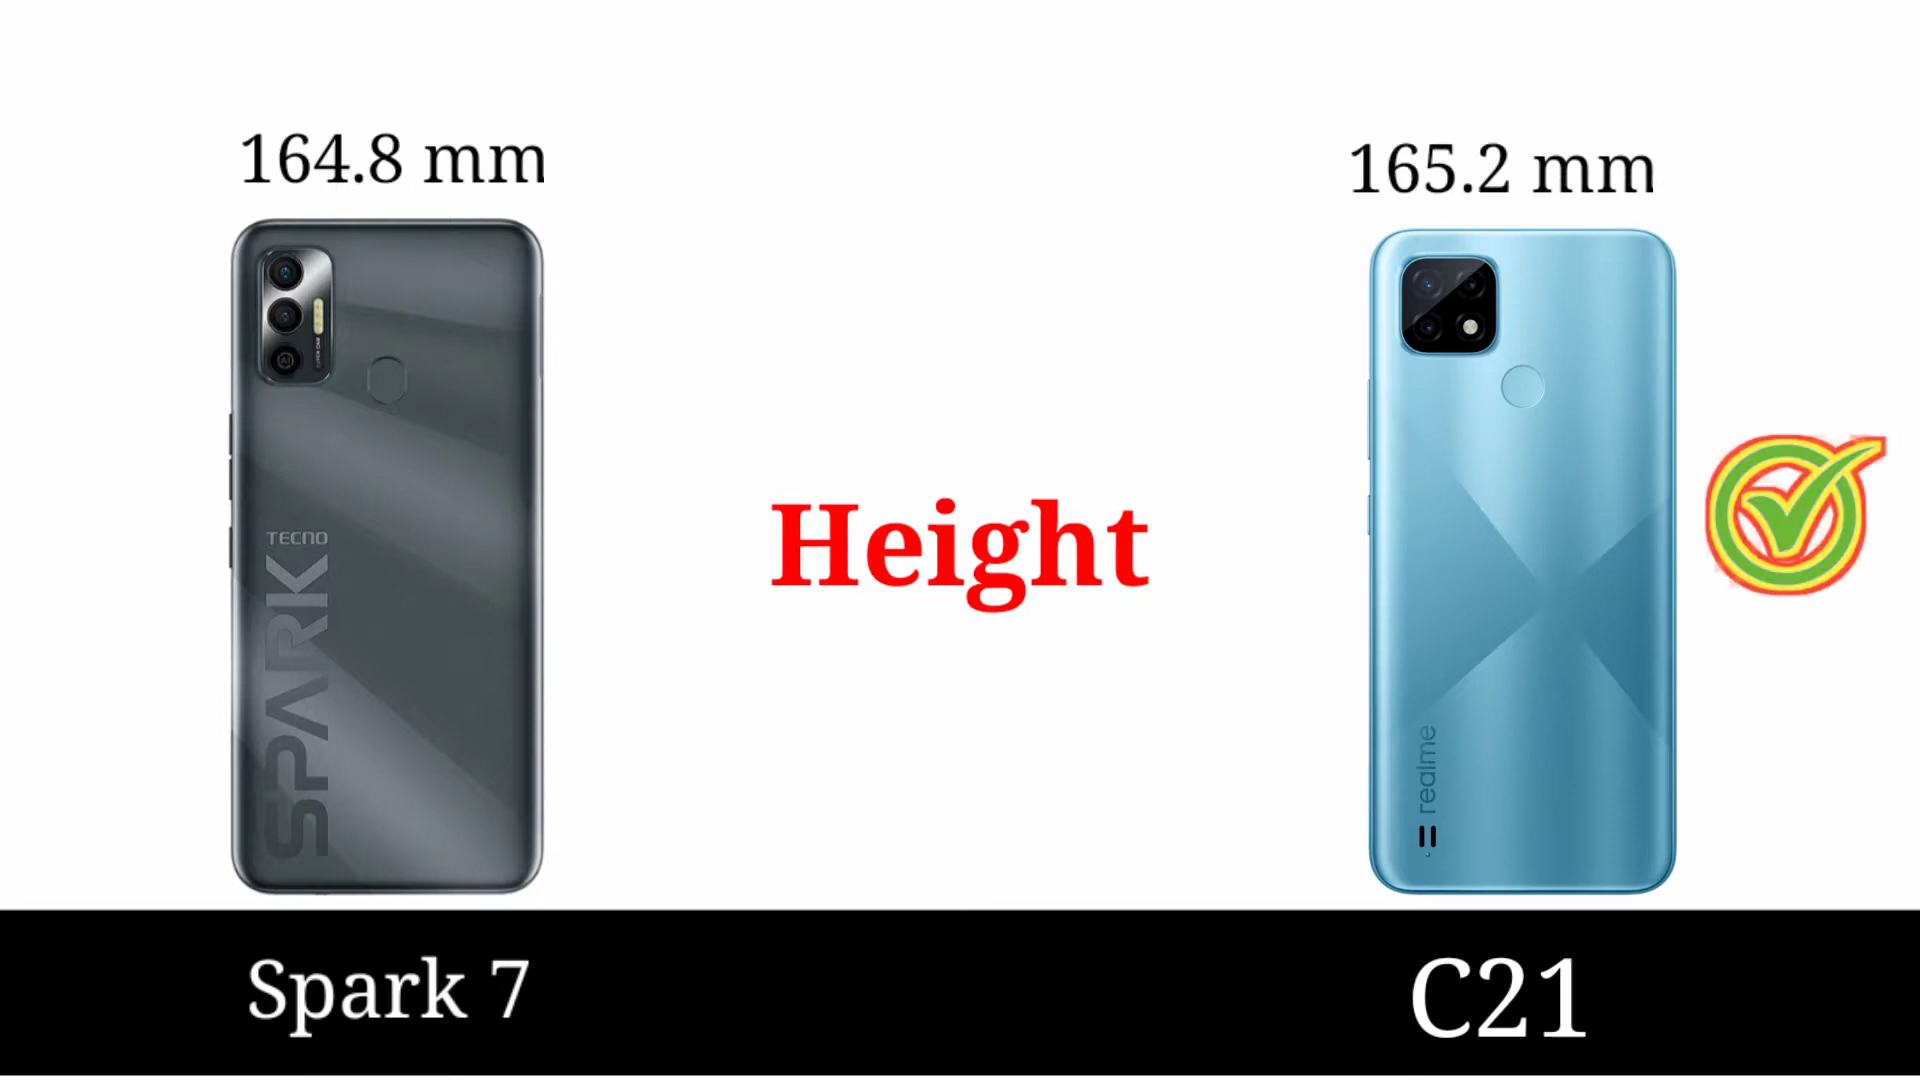 164.8 mm
165.2 mm
TECNO
SPARK
Height
realme
Spark 7
C21